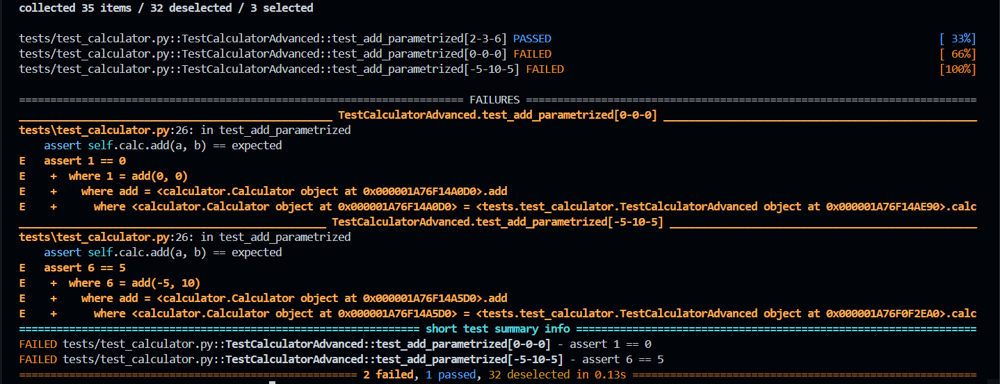 collected 35 items / 32 deselected / 3 selected
tests/test_calculator.py::TestCalculatorAdvanced::test_add_parametrized[2-3-6] PASSED [ 33%]
tests/test_calculator.py::TestCalculatorAdvanced::test_add_parametrized[0-0-0] FAILED [ 66%]
tests/test_calculator.py::TestCalculatorAdvanced::test_add_parametrized[-5-10-5] FAILED [100%]
======================================================================= FAILURES ========================================================================
__________________________________________________ TestCalculatorAdvanced.test_add_parametrized[0-0-0] __________________________________________________
tests\test_calculator.py:26: in test_add_parametrized
    assert self.calc.add(a, b) == expected
E   assert 1 == 0
E    +  where 1 = add(0, 0)
E    +    where add = <calculator.Calculator object at 0x000001A76F14A0D0>.add
E    +      where <calculator.Calculator object at 0x000001A76F14A0D0> = <tests.test_calculator.TestCalculatorAdvanced object at 0x000001A76F14AE90>.calc
_________________________________________________ TestCalculatorAdvanced.test_add_parametrized[-5-10-5] _________________________________________________
tests\test_calculator.py:26: in test_add_parametrized
    assert self.calc.add(a, b) == expected
E   assert 6 == 5
E    +  where 6 = add(-5, 10)
E    +    where add = <calculator.Calculator object at 0x000001A76F14A5D0>.add
E    +      where <calculator.Calculator object at 0x000001A76F14A5D0> = <tests.test_calculator.TestCalculatorAdvanced object at 0x000001A76F0F2EA0>.calc
================================================================ short test summary info ================================================================
FAILED tests/test_calculator.py::TestCalculatorAdvanced::test_add_parametrized[0-0-0] - assert 1 == 0
FAILED tests/test_calculator.py::TestCalculatorAdvanced::test_add_parametrized[-5-10-5] - assert 6 == 5
====================================================== 2 failed, 1 passed, 32 deselected in 0.13s =======================================================